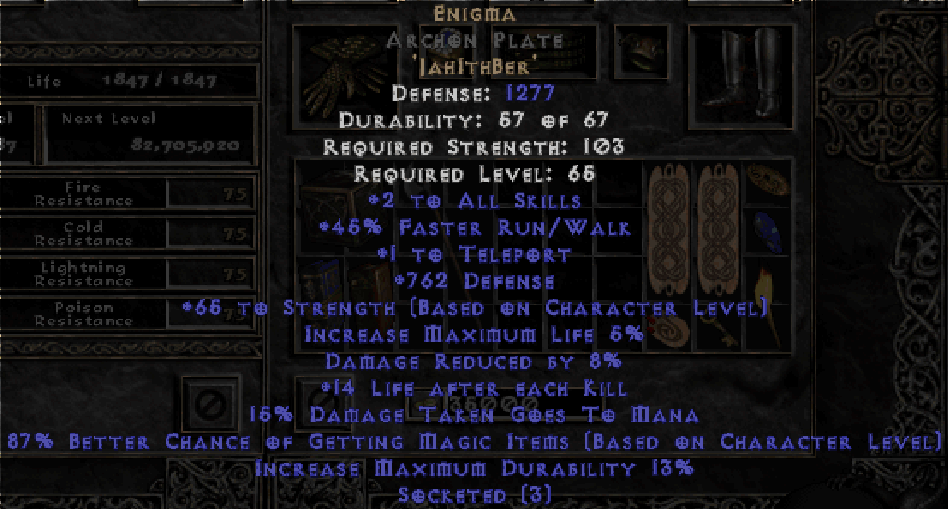 Enigma
Archon Plate
'JahIthBer'
Defense: 1277
Durability: 57 of 67
Required Strength: 103
Required Level: 65
+2 to All Skills
+45% Faster Run/Walk
+1 to Teleport
+762 Defense
+65 to Strength (Based on Character Level)
Increase Maximum Life 5%
Damage Reduced by 8%
+14 Life after each Kill
15% Damage Taken Goes To Mana
87% Better Chance of Getting Magic Items (Based on Character Level)
Increase Maximum Durability 13%
Socketed (3)
Life 1847 / 1847
Next Level
82,705,920
Fire
Resistance 75
Cold
Resistance 75
Lightning
Resistance 75
Poison
Resistance